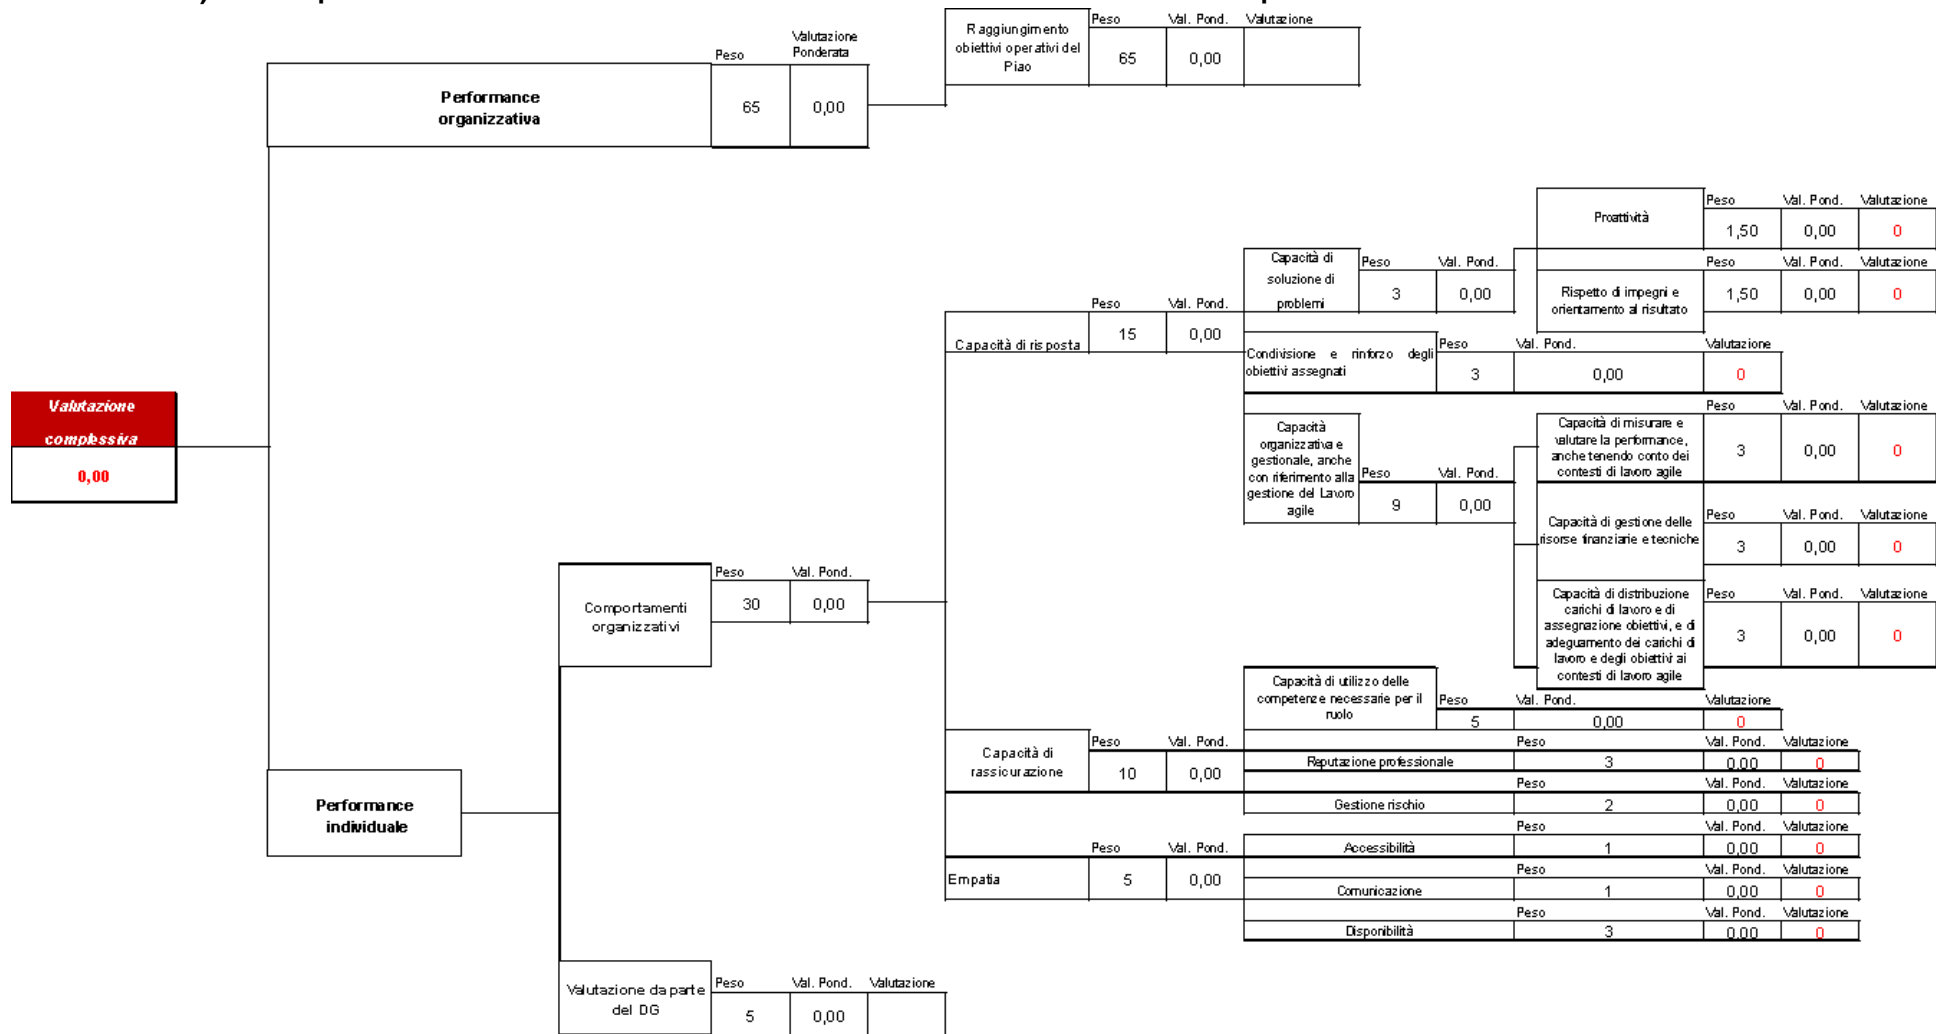 Peso Val. Pond. Valutazione
Raggiungimento
obiettivi operativi del
Piao
65 0,00
Peso Valutazione
Ponderata
Performance
organizzativa
65 0,00
Peso Val. Pond. Valutazione
Proattività
1,50 0,00 0
Capacità di
soluzione di
problemi
Peso Val. Pond.
3 0,00
Peso Val. Pond. Valutazione
Rispetto di impegni e
orientamento al risultato
1,50 0,00 0
Peso Val. Pond.
Capacità di risposta
15 0,00
Condivisione e rinforzo degli
obiettivi assegnati
Peso Val. Pond. Valutazione
3 0,00 0
Valutazione
complessiva
0,00
Capacità
organizzativa e
gestionale, anche
con riferimento alla
gestione del Lavoro
agile
Peso Val. Pond.
9 0,00
Peso Val. Pond. Valutazione
Capacità di misurare e
valutare la performance,
anche tenendo conto dei
contesti di lavoro agile
3 0,00 0
Peso Val. Pond. Valutazione
Capacità di gestione delle
risorse finanziarie e tecniche
3 0,00 0
Peso Val. Pond. Valutazione
Capacità di distribuzione
carichi di lavoro e di
assegnazione obiettivi, e di
adeguamento dei carichi di
lavoro e degli obiettivi ai
contesti di lavoro agile
3 0,00 0
Peso Val. Pond.
Comportamenti
organizzativi
30 0,00
Capacità di utilizzo delle
competenze necessarie per il
ruolo
Peso Val. Pond. Valutazione
5 0,00 0
Peso Val. Pond.
Capacità di
rassicurazione
10 0,00
Peso Val. Pond. Valutazione
Reputazione professionale 3 0,00 0
Peso Val. Pond. Valutazione
Gestione rischio 2 0,00 0
Performance
individuale
Peso Val. Pond.
Empatia 5 0,00
Peso Val. Pond. Valutazione
Accessibilità 1 0,00 0
Peso Val. Pond. Valutazione
Comunicazione 1 0,00 0
Peso Val. Pond. Valutazione
Disponibilità 3 0,00 0
Peso Val. Pond. Valutazione
Valutazione da parte
del DG
5 0,00